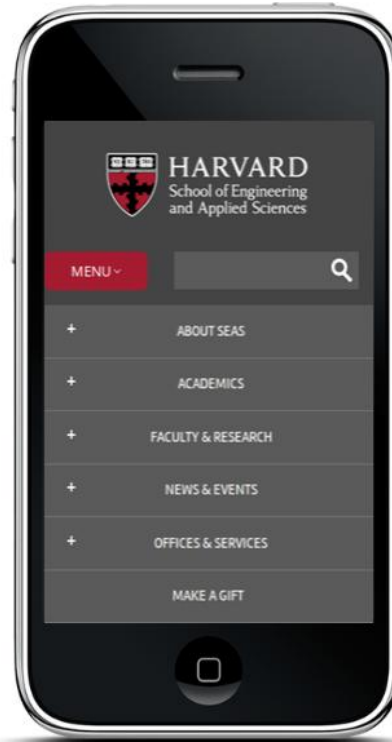 HARVARD
School of Engineering
and Applied Sciences
MENU
+ ABOUT SEAS
+ ACADEMICS
+ FACULTY & RESEARCH
+ NEWS & EVENTS
+ OFFICES & SERVICES
MAKE A GIFT